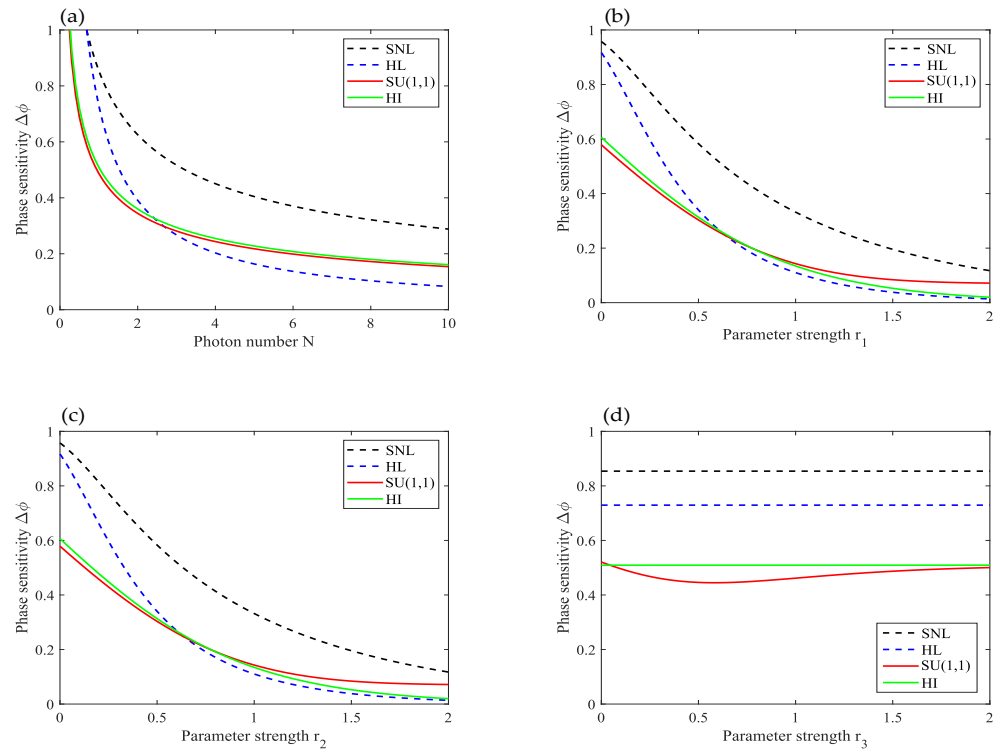 (a)
1
0.8
0.6
0.4
0.2
0
0 2 4 6 8 10
Phase sensitivity Δϕ
Photon number N
SNL
HL
SU(1,1)
HI
(b)
1
0.8
0.6
0.4
0.2
0
0 0.5 1 1.5 2
Phase sensitivity Δϕ
Parameter strength r₁
SNL
HL
SU(1,1)
HI
(c)
1
0.8
0.6
0.4
0.2
0
0 0.5 1 1.5 2
Phase sensitivity Δϕ
Parameter strength r₂
SNL
HL
SU(1,1)
HI
(d)
1
0.8
0.6
0.4
0.2
0
0 0.5 1 1.5 2
Phase sensitivity Δϕ
Parameter strength r₃
SNL
HL
SU(1,1)
HI